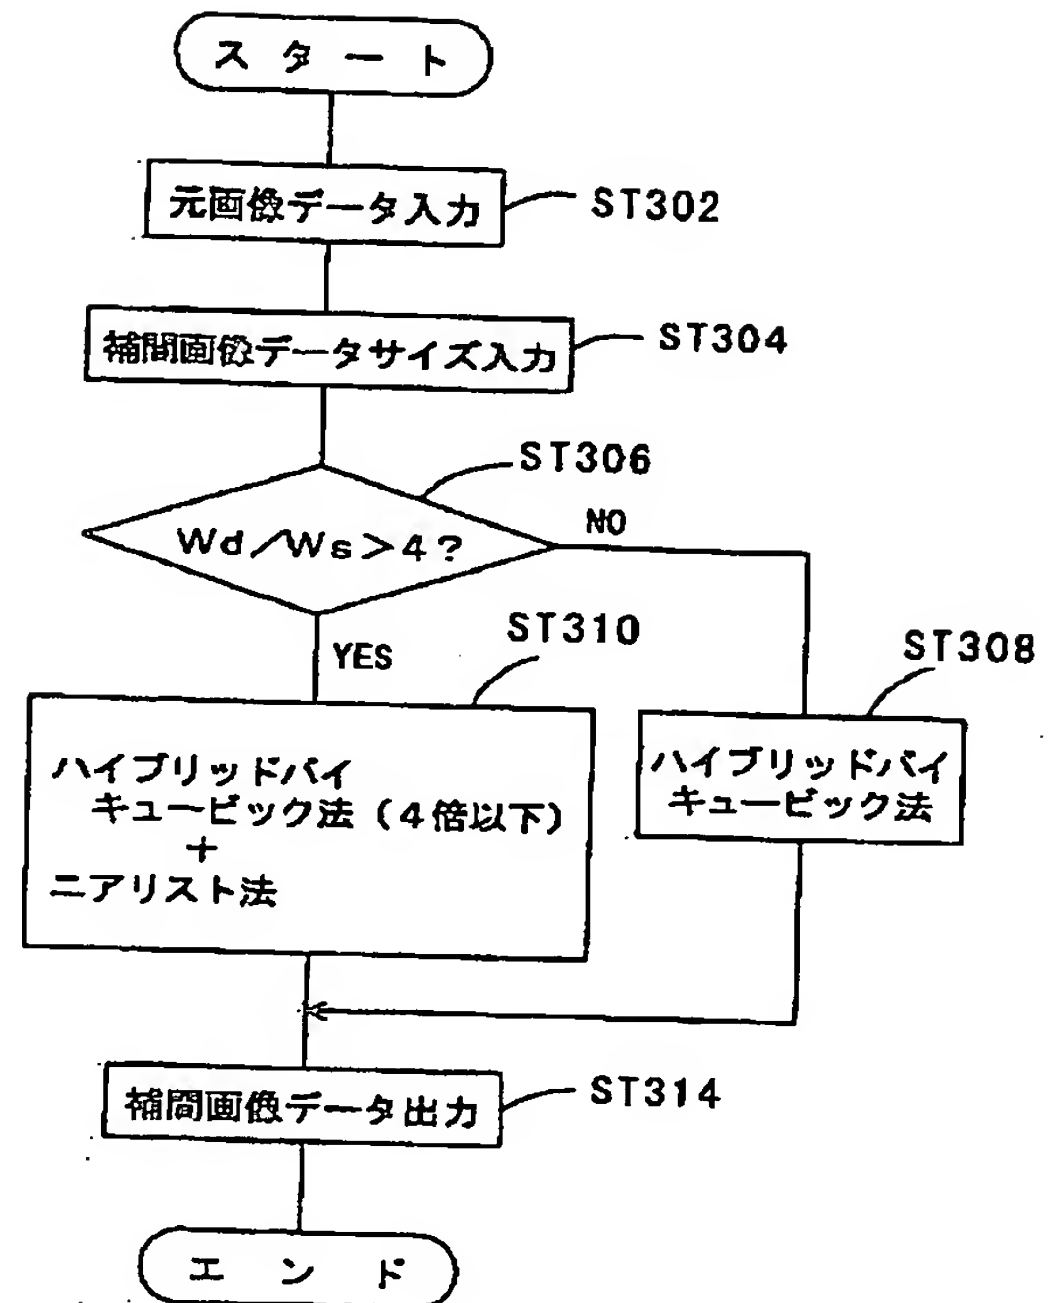 スタート
元画像データ入力
ST302
補間画像データサイズ入力
ST304
ST306
Wd/Ws>4?
NO
YES
ST310
ST308
ハイブリッドバイ
キュービック法(4倍以下)
+
ニアリスト法
ハイブリッドバイ
キュービック法
補間画像データ出力
ST314
エンド